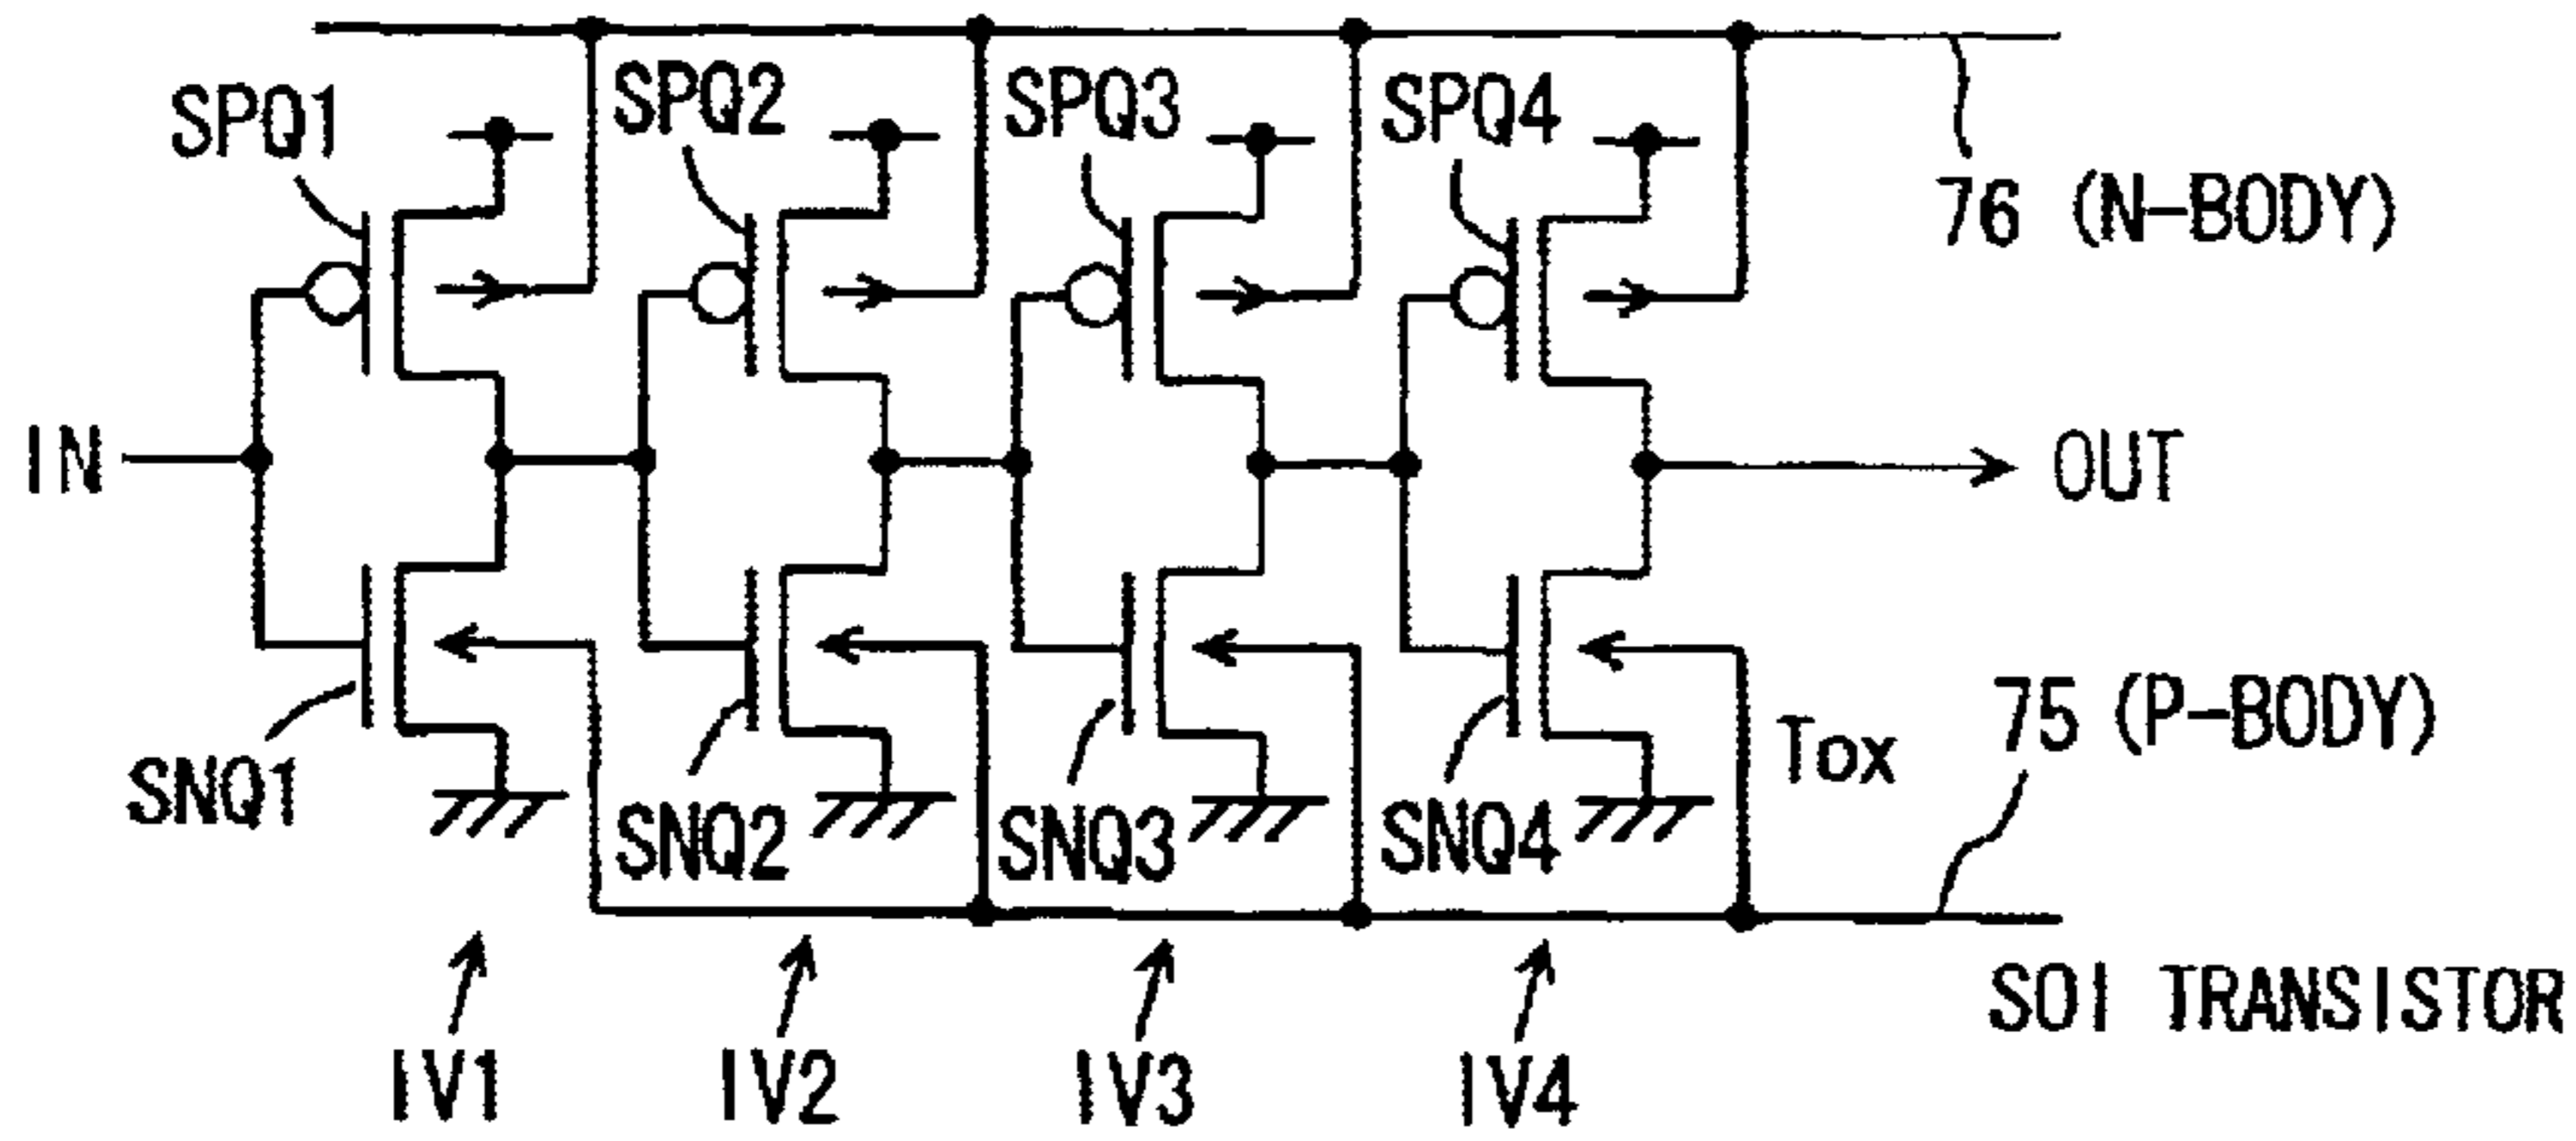 SPQ1 SPQ2 SPQ3 SPQ4
76 (N-BODY)
IN OUT
SNQ1 SNQ2 SNQ3 SNQ4 Tox 75 (P-BODY)
SOI TRANSISTOR
IV1 IV2 IV3 IV4